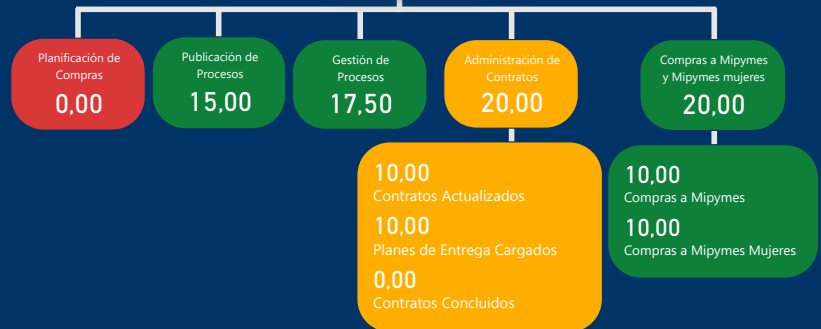 Planificación de
Compras
0,00
Publicación de
Procesos
15,00
Gestión de
Procesos
17,50
Administración de
Contratos
20,00
Compras a Mipymes
y Mipymes mujeres
20,00
10,00
Contratos Actualizados
10,00
Planes de Entrega Cargados
0,00
Contratos Concluidos
10,00
Compras a Mipymes
10,00
Compras a Mipymes Mujeres